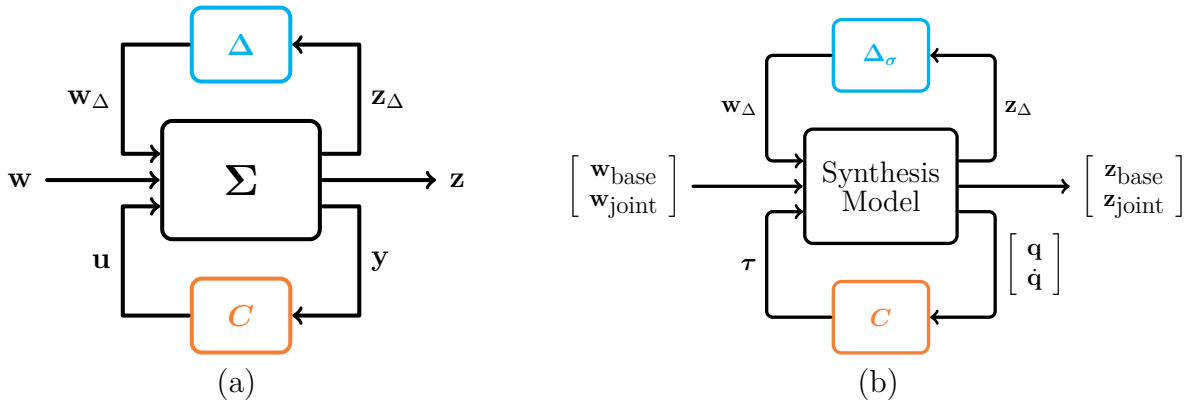 Δ
w_Δ
z_Δ
w
Σ
z
u
y
C
(a)
Δ_σ
w_Δ
z_Δ
[ w_base
w_joint ]
Synthesis
Model
[ z_base
z_joint ]
τ
[ q
q̇ ]
C
(b)